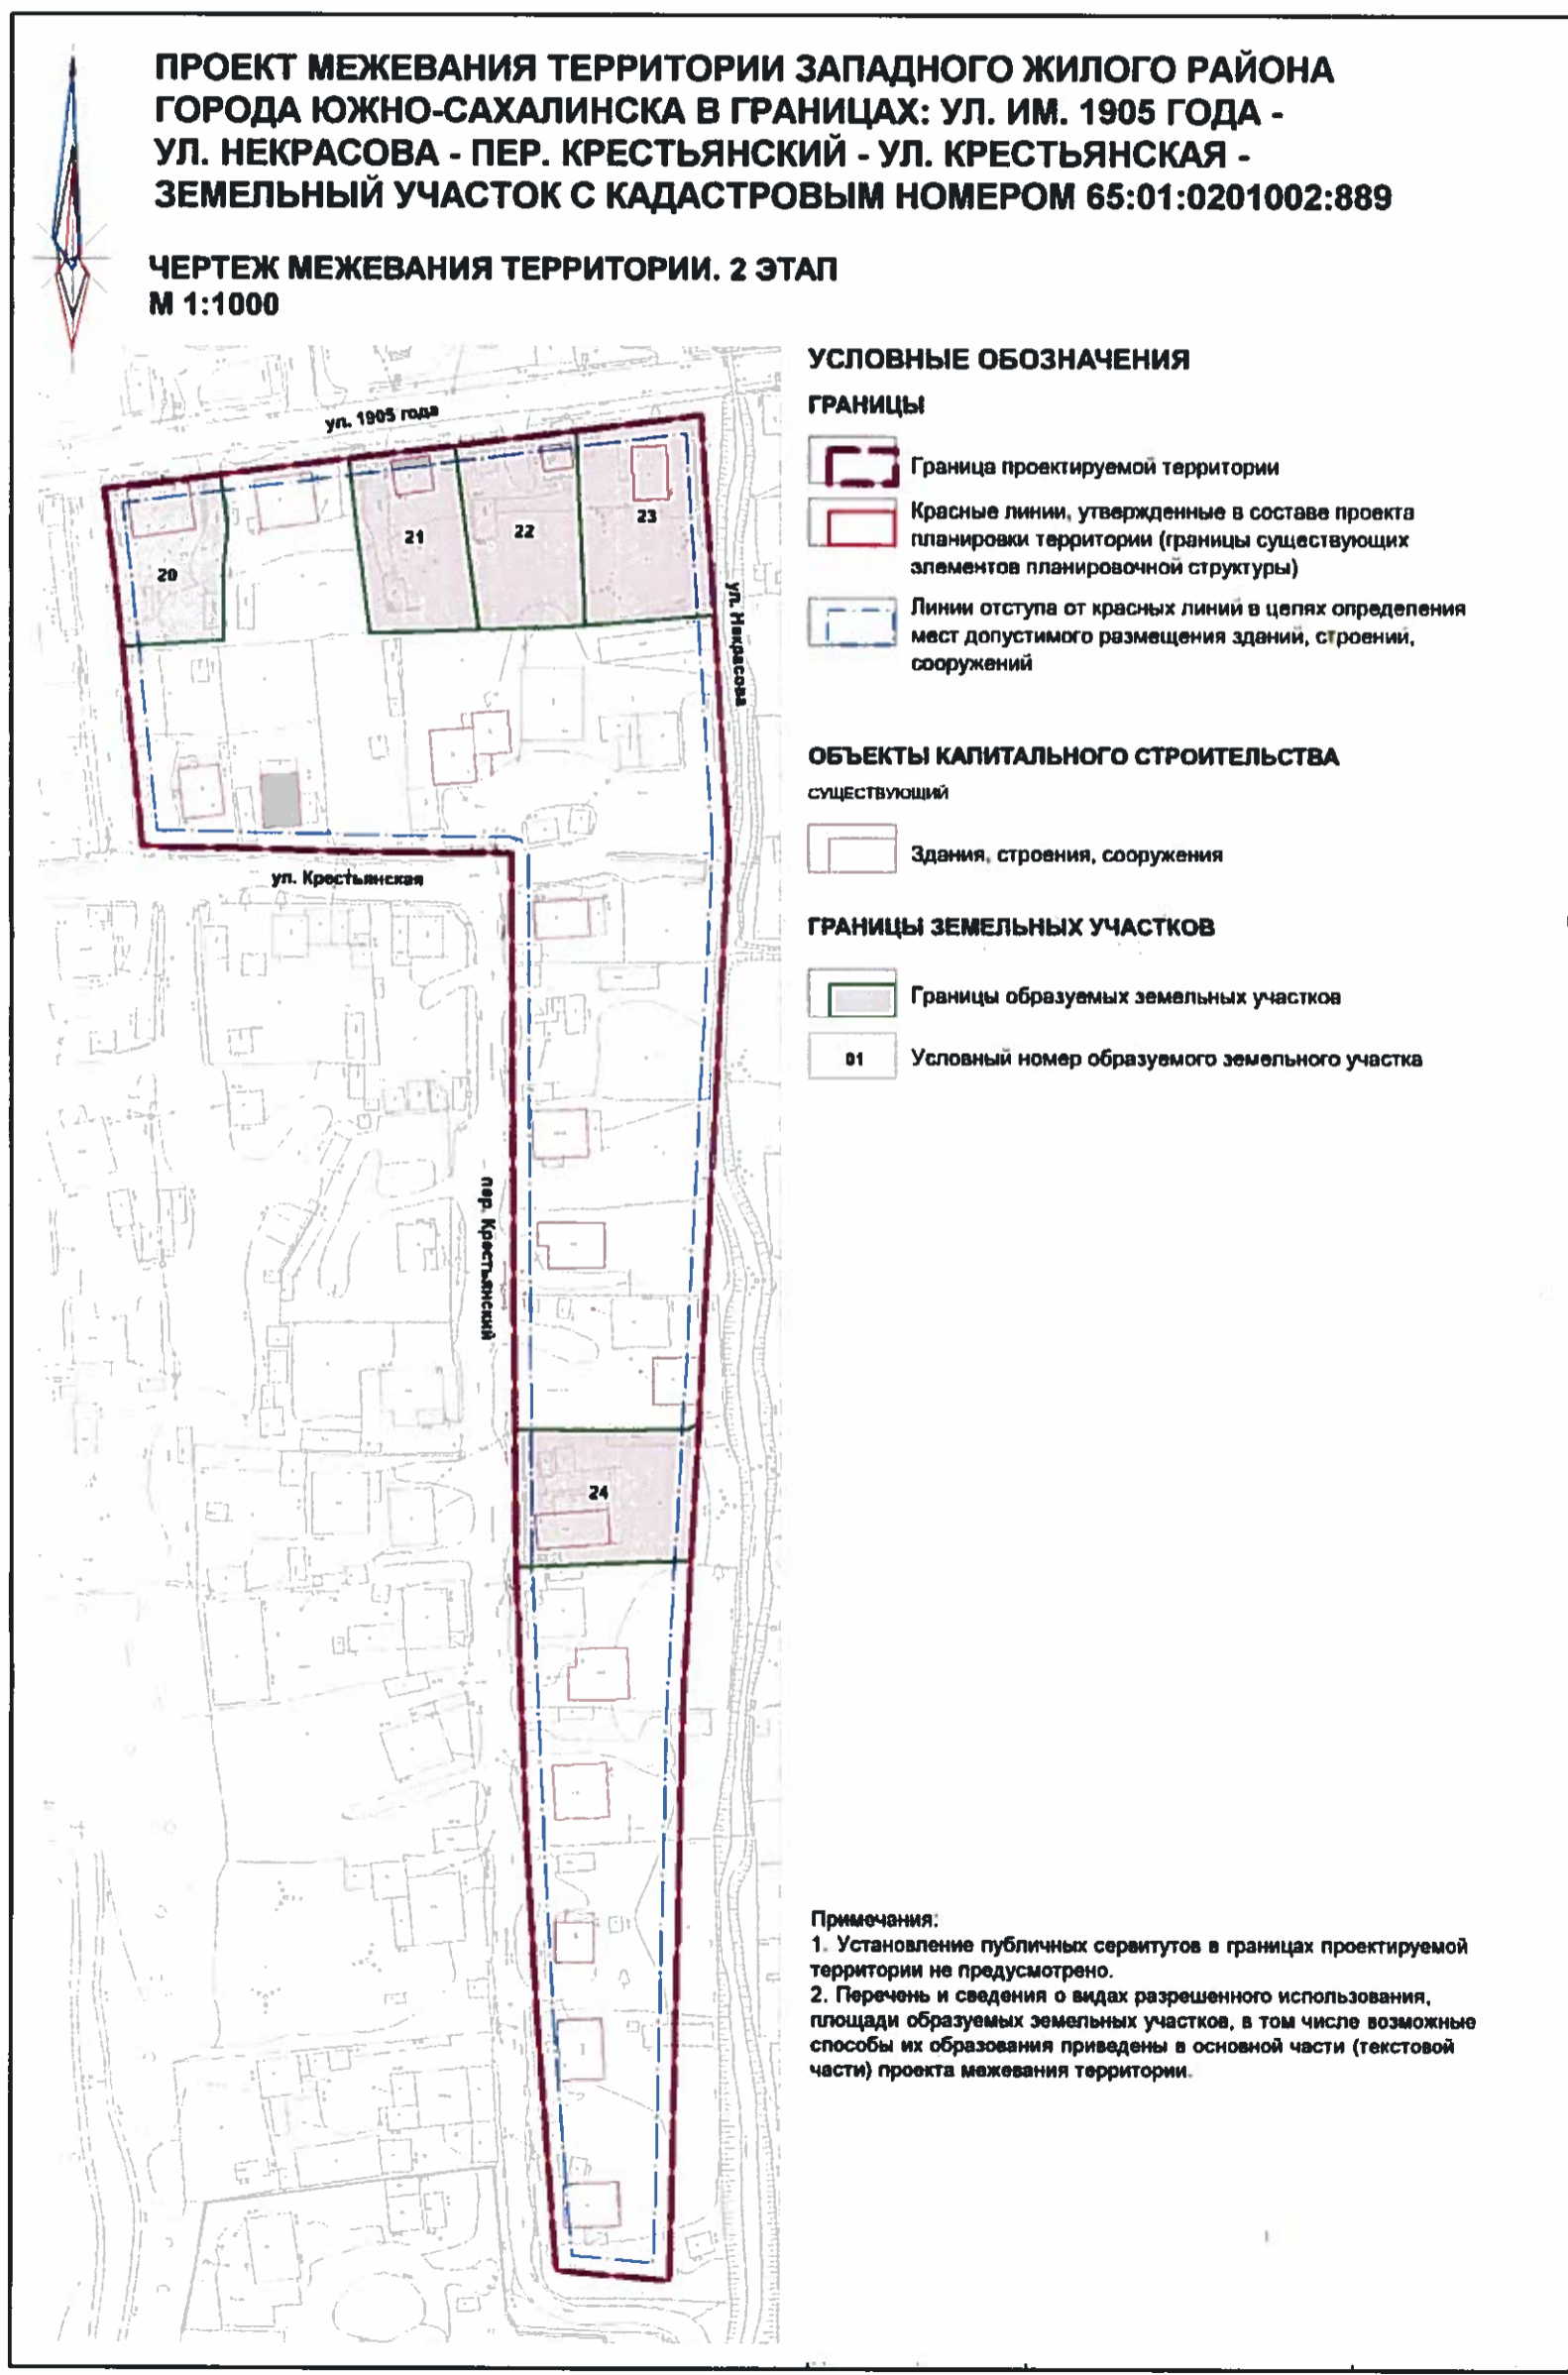 ПРОЕКТ МЕЖЕВАНИЯ ТЕРРИТОРИИ ЗАПАДНОГО ЖИЛОГО РАЙОНА
ГОРОДА ЮЖНО-САХАЛИНСКА В ГРАНИЦАХ: УЛ. ИМ. 1905 ГОДА -
УЛ. НЕКРАСОВА - ПЕР. КРЕСТЬЯНСКИЙ - УЛ. КРЕСТЬЯНСКАЯ -
ЗЕМЕЛЬНЫЙ УЧАСТОК С КАДАСТРОВЫМ НОМЕРОМ 65:01:0201002:889
ЧЕРТЕЖ МЕЖЕВАНИЯ ТЕРРИТОРИИ. 2 ЭТАП
М 1:1000
ул. 1905 года
20
21
22
23
ул. Некрасова
ул. Крестьянская
пер. Крестьянский
24
УСЛОВНЫЕ ОБОЗНАЧЕНИЯ
ГРАНИЦЫ
Граница проектируемой территории
Красные линии, утвержденные в составе проекта
планировки территории (границы существующих
элементов планировочной структуры)
Линии отступа от красных линий в целях определения
мест допустимого размещения зданий, строений,
сооружений
ОБЪЕКТЫ КАПИТАЛЬНОГО СТРОИТЕЛЬСТВА
СУЩЕСТВУЮЩИЙ
Здания, строения, сооружения
ГРАНИЦЫ ЗЕМЕЛЬНЫХ УЧАСТКОВ
Границы образуемых земельных участков
01
Условный номер образуемого земельного участка
Примечания:
1. Установление публичных сервитутов в границах проектируемой
территории не предусмотрено.
2. Перечень и сведения о видах разрешенного использования,
площади образуемых земельных участков, в том числе возможные
способы их образования приведены в основной части (текстовой
части) проекта межевания территории.